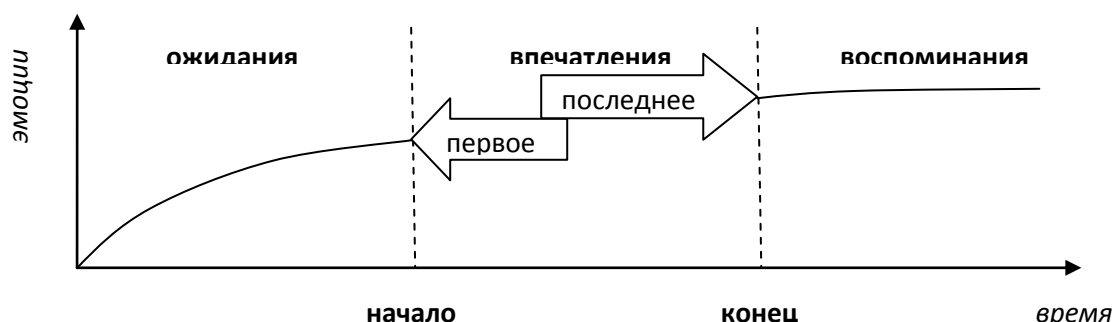 эмоции
ожидания впечатления воспоминания
последнее
первое
начало конец время